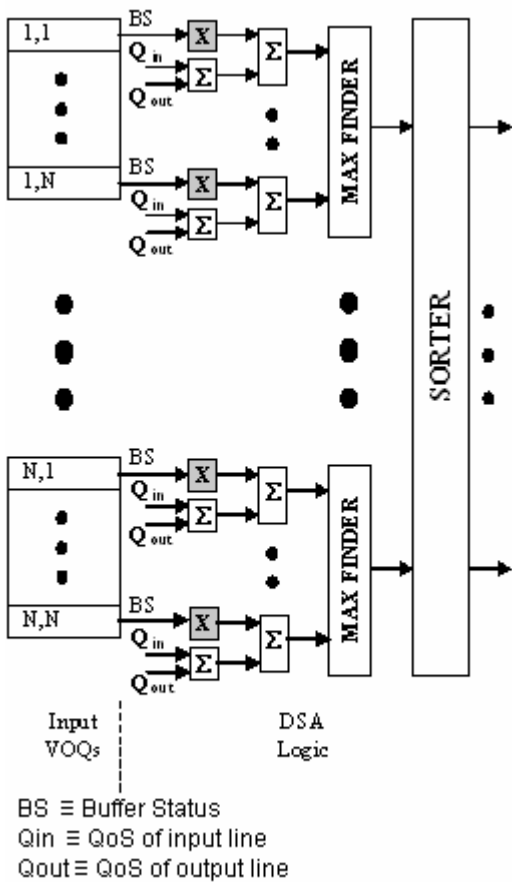 BS
1,1
X
Σ
Q in
Σ
Q out
MAX FINDER
BS
1,N
X
Σ
Q in
Σ
Q out
SORTER
BS
N,1
X
Σ
Q in
Σ
Q out
MAX FINDER
BS
N,N
X
Σ
Q in
Σ
Q out
Input
VOQs
DSA
Logic
BS ≡ Buffer Status
Qin ≡ QoS of input line
Qout ≡ QoS of output line